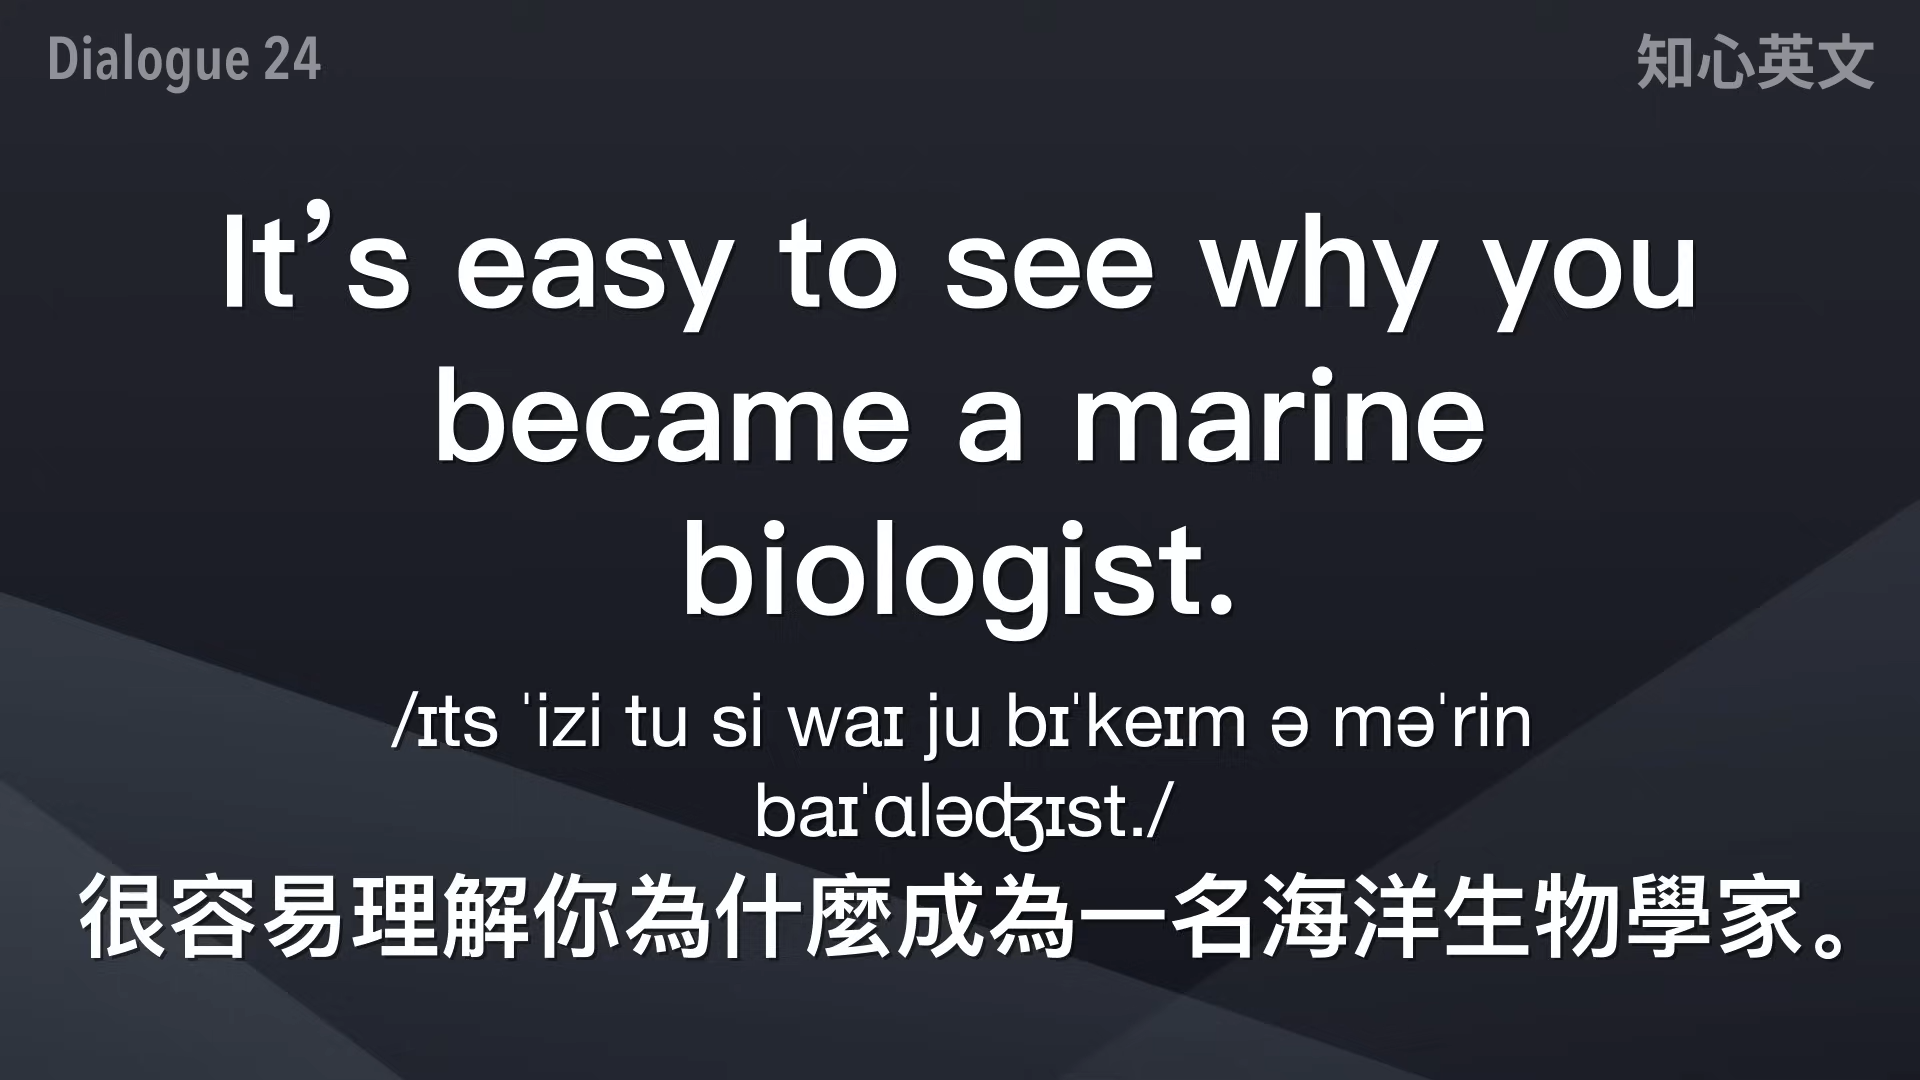 Dialogue 24
知心英文
It’s easy to see why you
became a marine
biologist.
/ɪts ˈizi tu si waɪ ju bɪˈkeɪm ə məˈrin
baɪˈɑləʤɪst./
很容易理解你為什麼成為一名海洋生物學家。